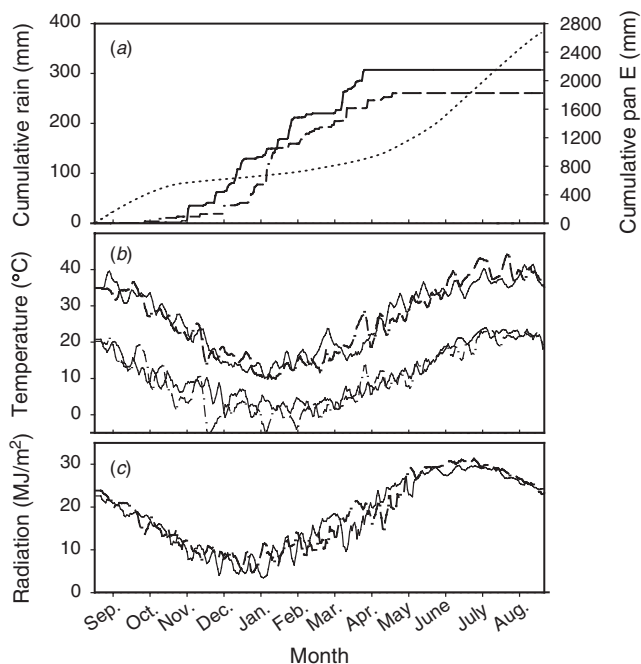 400
300
200
100
0
Cumulative rain (mm)
(a)
2800
2400
2000
1600
1200
800
400
0
Cumulative pan E (mm)
40
30
20
10
0
Temperature (°C)
(b)
30
20
10
0
Radiation (MJ/m²)
(c)
Sep. Oct. Nov. Dec. Jan. Feb. Mar. Apr. May June July Aug.
Month